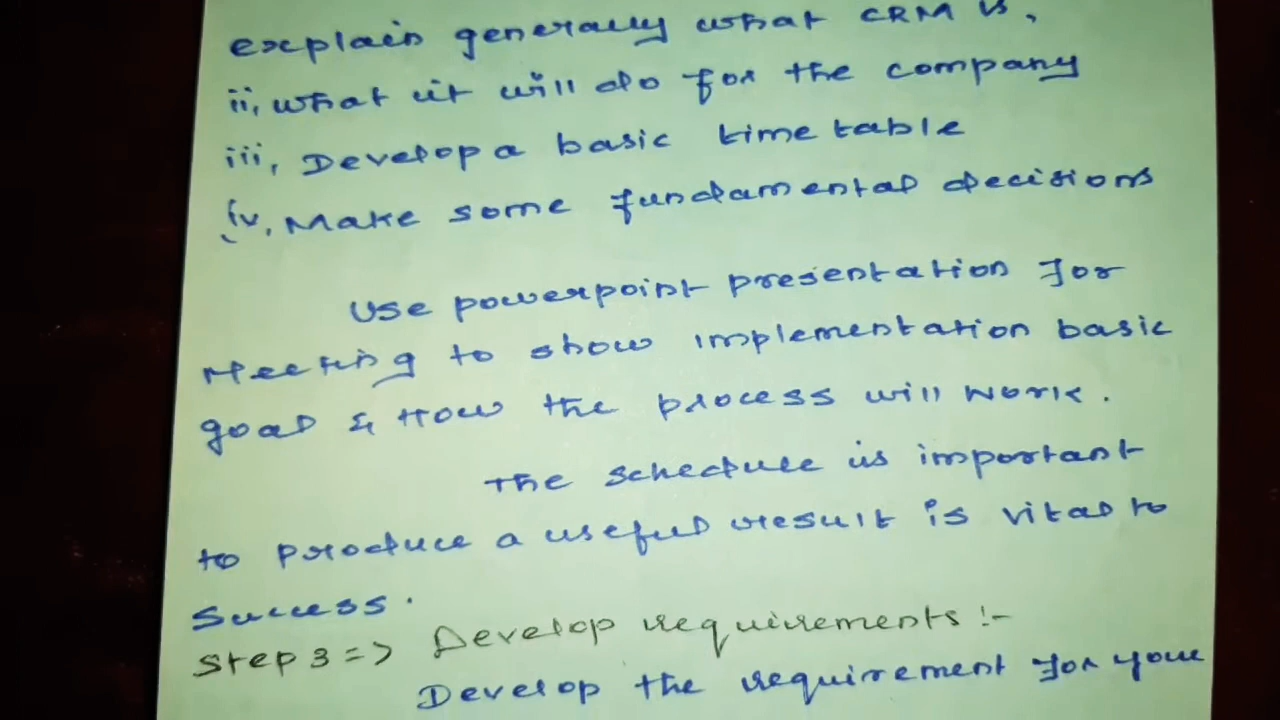 explain generally what CRM is,
ii, what it will do for the company
iii, Develop a basic time table
iv, Make some fundamental decisions
Use powerpoint presentation for
Meeting to show implementation basic
goal & How the process will work.
The schedule is important
to produce a useful result is vital to
success.
Step 3 => Develop requirements :-
Develop the requirement for your